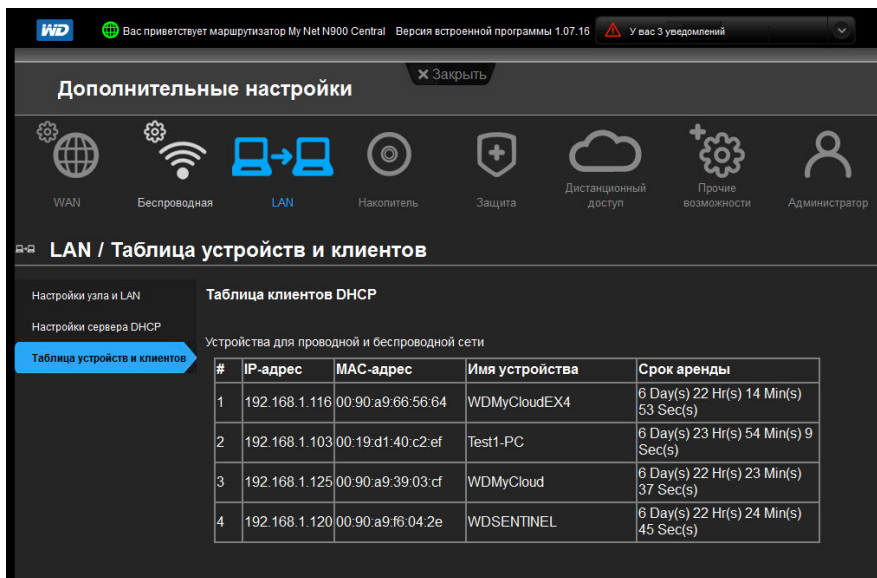 WD Вас приветствует маршрутизатор My Net N900 Central Версия встроенной программы 1.07.16 У вас 3 уведомлений
Закрыть
Дополнительные настройки
WAN Беспроводная LAN Накопитель Защита Дистанционный доступ Прочие возможности Администратор
LAN / Таблица устройств и клиентов
Настройки узла и LAN
Настройки сервера DHCP
Таблица устройств и клиентов
Таблица клиентов DHCP
Устройства для проводной и беспроводной сети
# IP-адрес MAC-адрес Имя устройства Срок аренды
1 192.168.1.116 00:90:a9:66:56:64 WDMyCloudEX4 6 Day(s) 22 Hr(s) 14 Min(s) 53 Sec(s)
2 192.168.1.103 00:19:d1:40:c2:ef Test1-PC 6 Day(s) 23 Hr(s) 54 Min(s) 9 Sec(s)
3 192.168.1.125 00:90:a9:39:03:cf WDMyCloud 6 Day(s) 22 Hr(s) 23 Min(s) 37 Sec(s)
4 192.168.1.120 00:90:a9:f6:04:2e WDSENTINEL 6 Day(s) 22 Hr(s) 24 Min(s) 45 Sec(s)